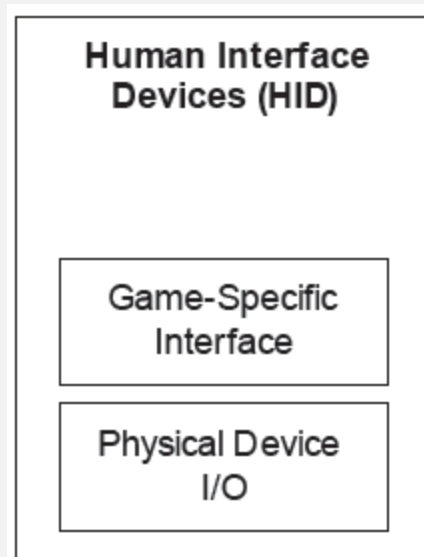 Human Interface
Devices (HID)
Game-Specific
Interface
Physical Device
I/O